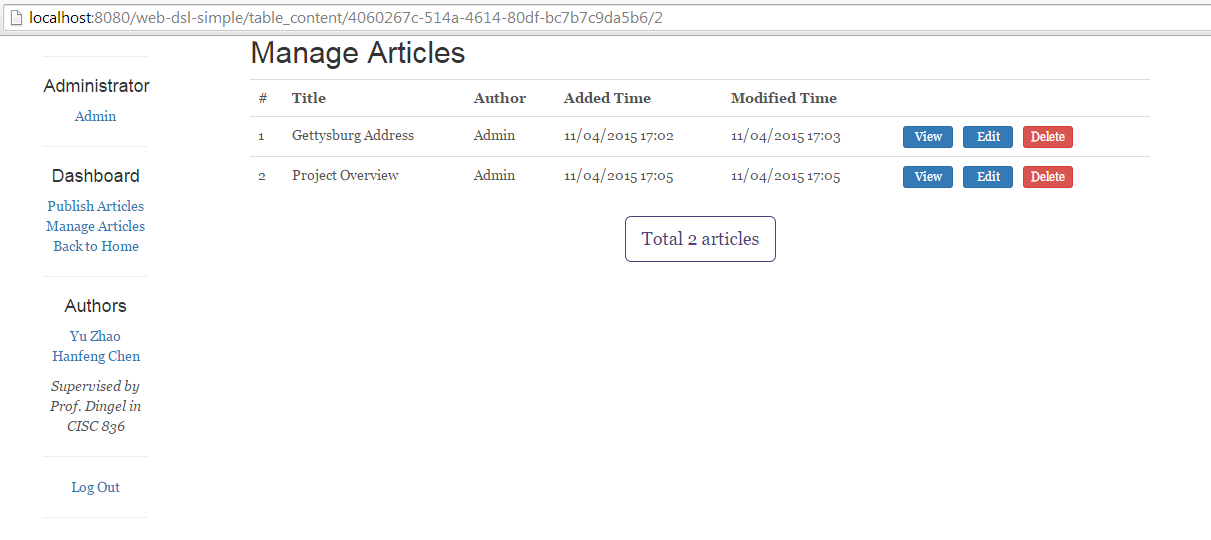 localhost:8080/web-dsl-simple/table_content/4060267c-514a-4614-80df-bc7b7c9da5b6/2
Administrator
Admin
Dashboard
Publish Articles
Manage Articles
Back to Home
Authors
Yu Zhao
Hanfeng Chen
Supervised by
Prof. Dingel in
CISC 836
Log Out
Manage Articles
# Title Author Added Time Modified Time
1 Gettysburg Address Admin 11/04/2015 17:02 11/04/2015 17:03 View Edit Delete
2 Project Overview Admin 11/04/2015 17:05 11/04/2015 17:05 View Edit Delete
Total 2 articles